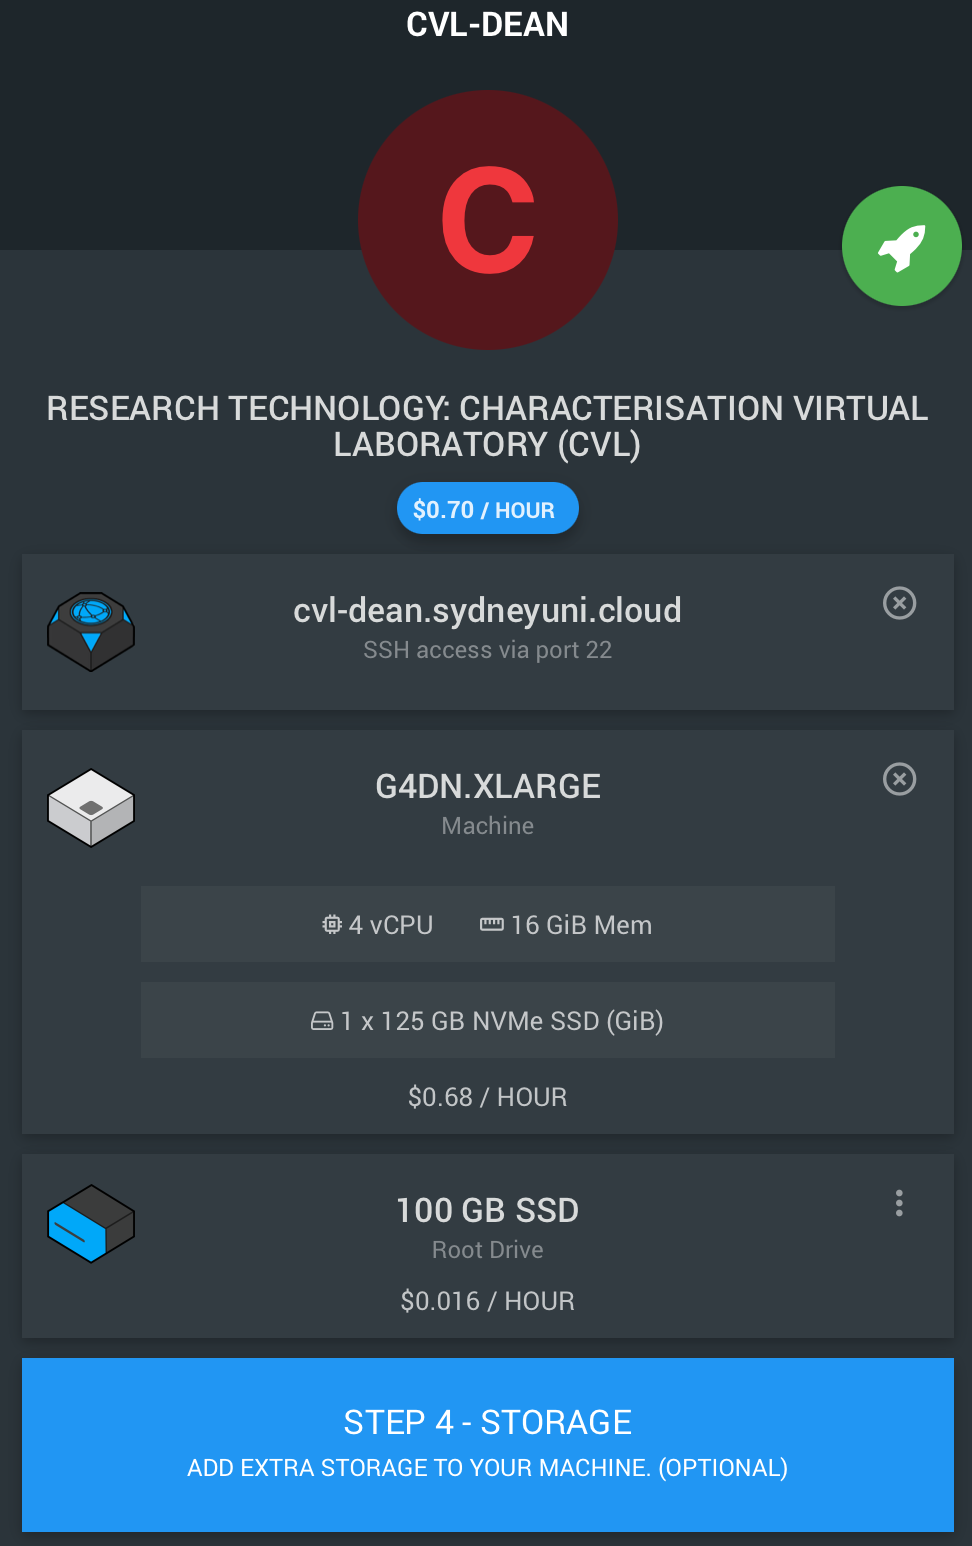 CVL-DEAN
C
RESEARCH TECHNOLOGY: CHARACTERISATION VIRTUAL
LABORATORY (CVL)
$0.70 / HOUR
cvl-dean.sydneyuni.cloud
SSH access via port 22
G4DN.XLARGE
Machine
4 vCPU 16 GiB Mem
1 x 125 GB NVMe SSD (GiB)
$0.68 / HOUR
100 GB SSD
Root Drive
$0.016 / HOUR
STEP 4 - STORAGE
ADD EXTRA STORAGE TO YOUR MACHINE. (OPTIONAL)